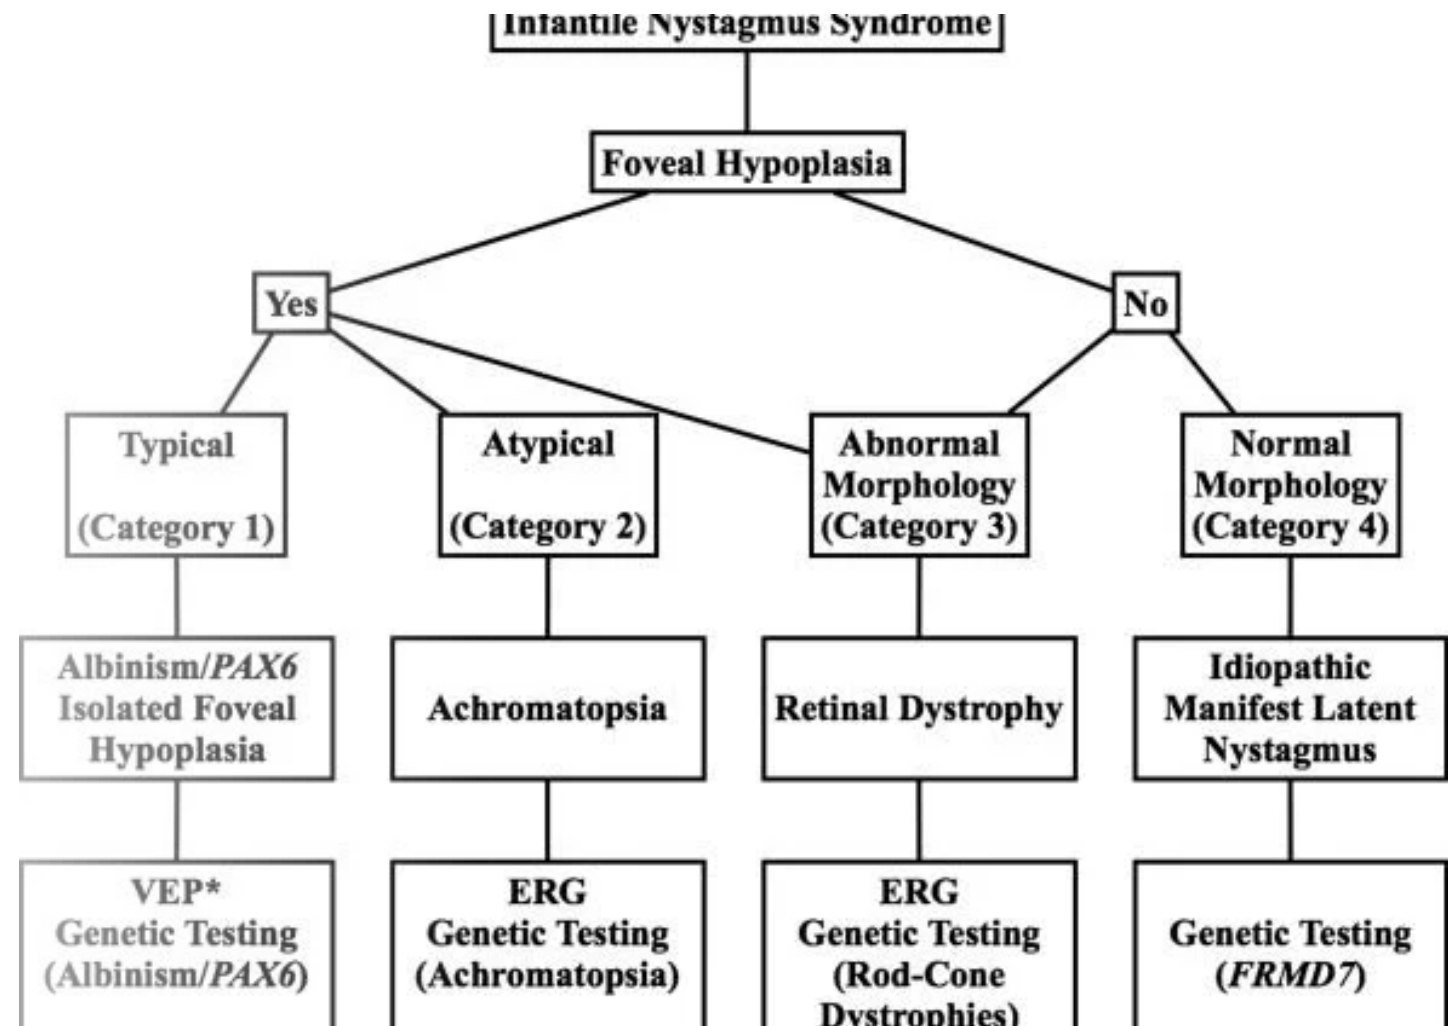 Infantile Nystagmus Syndrome
Foveal Hypoplasia
Yes
No
Typical
(Category 1)
Atypical
(Category 2)
Abnormal
Morphology
(Category 3)
Normal
Morphology
(Category 4)
Albinism/PAX6
Isolated Foveal
Hypoplasia
Achromatopsia
Retinal Dystrophy
Idiopathic
Manifest Latent
Nystagmus
VEP*
Genetic Testing
(Albinism/PAX6)
ERG
Genetic Testing
(Achromatopsia)
ERG
Genetic Testing
(Rod-Cone
Dystrophies)
Genetic Testing
(FRMD7)